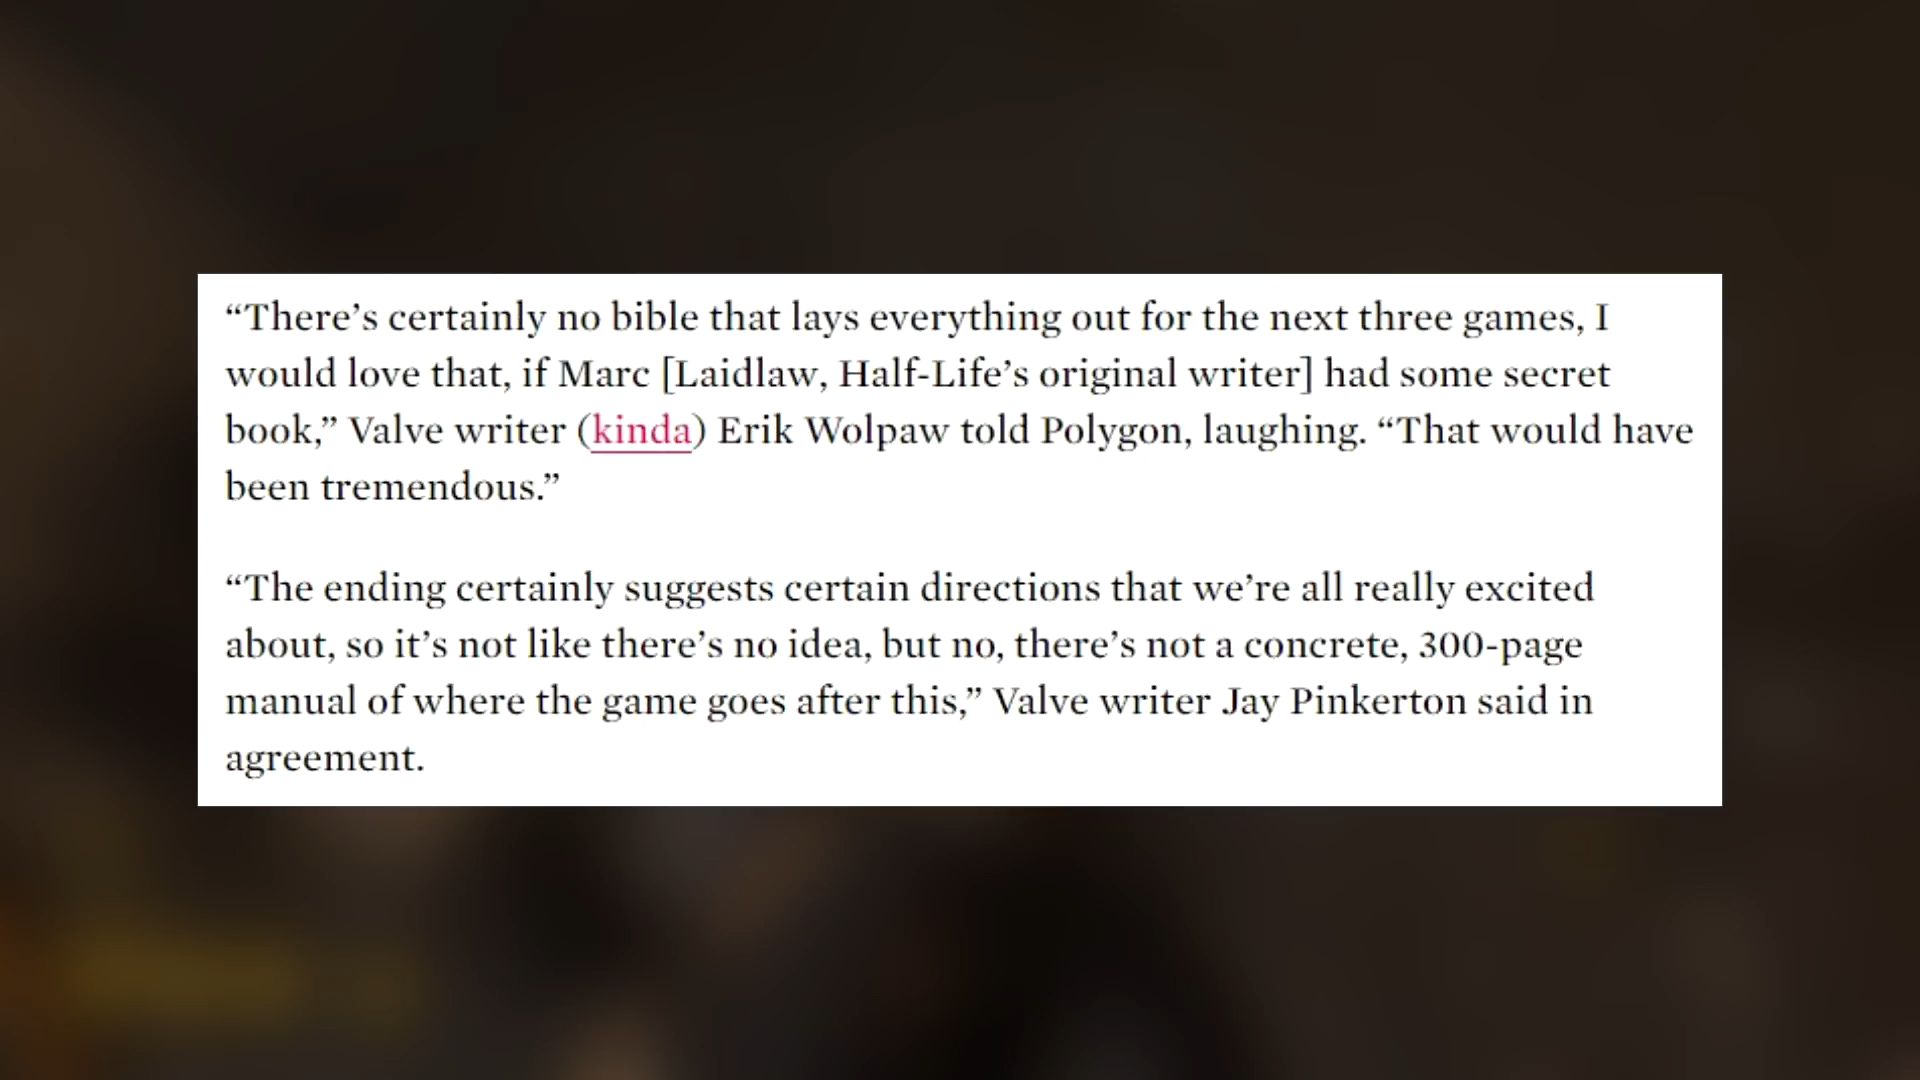 “There’s certainly no bible that lays everything out for the next three games, I
would love that, if Marc [Laidlaw, Half-Life’s original writer] had some secret
book,” Valve writer (kinda) Erik Wolpaw told Polygon, laughing. “That would have
been tremendous.”
“The ending certainly suggests certain directions that we’re all really excited
about, so it’s not like there’s no idea, but no, there’s not a concrete, 300-page
manual of where the game goes after this,” Valve writer Jay Pinkerton said in
agreement.